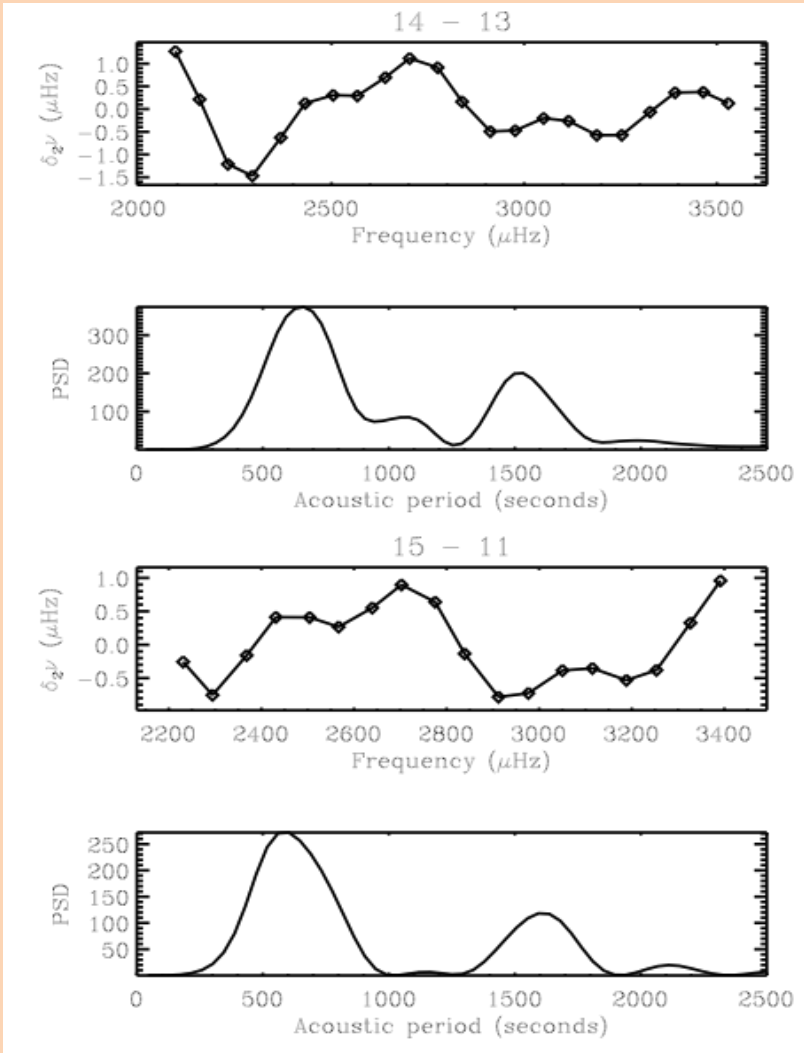 14 – 13
δ₂ν (μHz)
1.0
0.5
0.0
−0.5
−1.0
−1.5
2000 2500 3000 3500
Frequency (μHz)
PSD
300
200
100
0 500 1000 1500 2000 2500
Acoustic period (seconds)
15 – 11
δ₂ν (μHz)
1.0
0.5
0.0
−0.5
2200 2400 2600 2800 3000 3200 3400
Frequency (μHz)
PSD
250
200
150
100
50
0 500 1000 1500 2000 2500
Acoustic period (seconds)